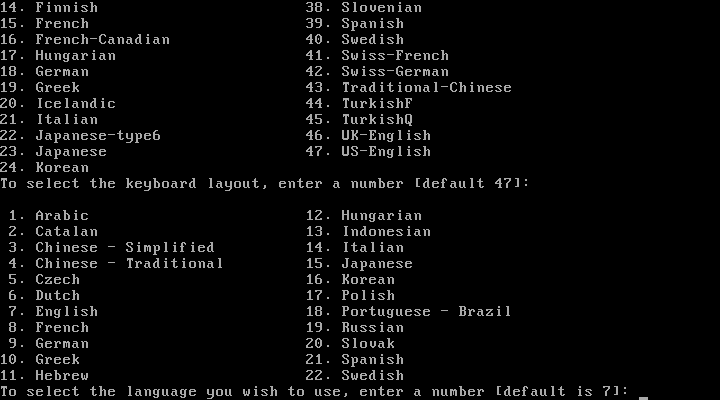 14. Finnish                    38. Slovenian
15. French                     39. Spanish
16. French-Canadian            40. Swedish
17. Hungarian                  41. Swiss-French
18. German                     42. Swiss-German
19. Greek                      43. Traditional-Chinese
20. Icelandic                  44. TurkishF
21. Italian                    45. TurkishQ
22. Japanese-type6             46. UK-English
23. Japanese                   47. US-English
24. Korean
To select the keyboard layout, enter a number [default 47]:
 1. Arabic                     12. Hungarian
 2. Catalan                    13. Indonesian
 3. Chinese - Simplified       14. Italian
 4. Chinese - Traditional      15. Japanese
 5. Czech                      16. Korean
 6. Dutch                      17. Polish
 7. English                    18. Portuguese - Brazil
 8. French                     19. Russian
 9. German                     20. Slovak
10. Greek                      21. Spanish
11. Hebrew                     22. Swedish
To select the language you wish to use, enter a number [default is 7]: